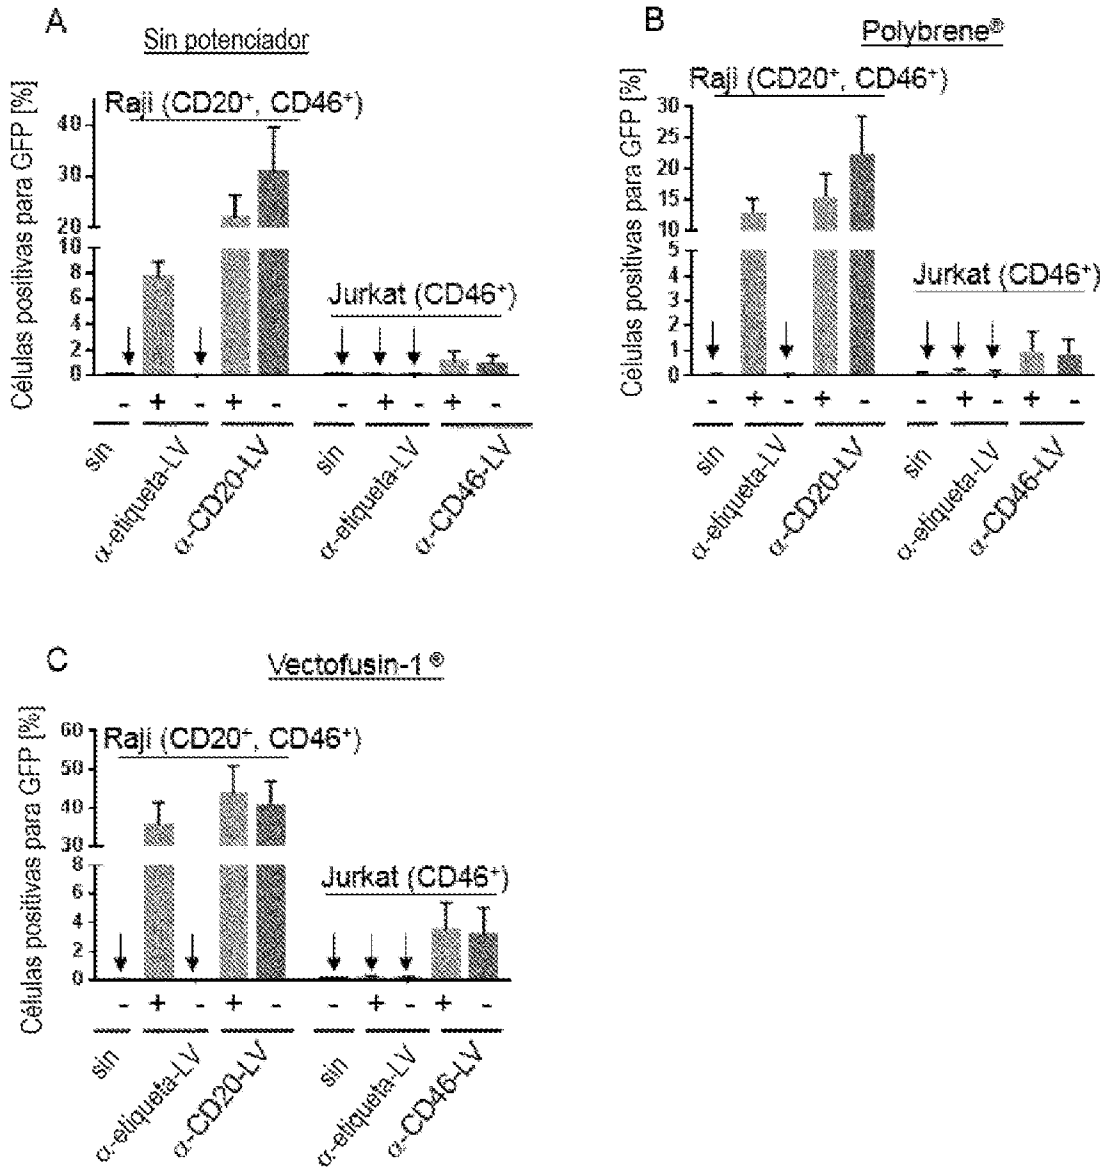 A
Sin potenciador
Células positivas para GFP [%]
Raji (CD20+, CD46+)
40
30
20
10
8
6
4
2
0
Jurkat (CD46+)
- + - + - - + - + -
sin
α-etiqueta-LV
α-CD20-LV
sin
α-etiqueta-LV
α-CD46-LV
B
Polybrene®
Células positivas para GFP [%]
Raji (CD20+, CD46+)
30
25
20
15
10
5
4
3
2
1
0
Jurkat (CD46+)
- + - + - - + - + -
sin
α-etiqueta-LV
α-CD20-LV
sin
α-etiqueta-LV
α-CD46-LV
C
Vectofusin-1®
Células positivas para GFP [%]
Raji (CD20+, CD46+)
60
50
40
30
8
6
4
2
0
Jurkat (CD46+)
- + - + - - + - + -
sin
α-etiqueta-LV
α-CD20-LV
sin
α-etiqueta-LV
α-CD46-LV